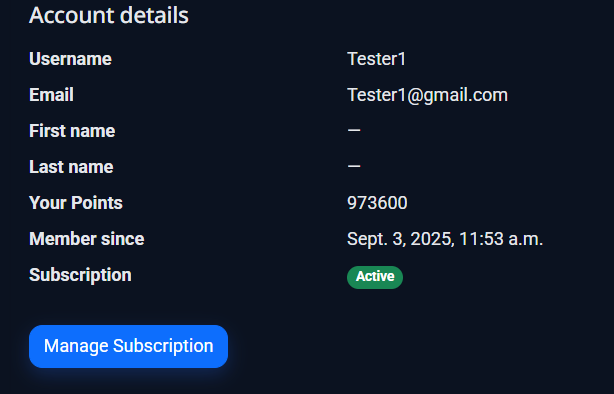 Account details
Username Tester1
Email Tester1@gmail.com
First name —
Last name —
Your Points 973600
Member since Sept. 3, 2025, 11:53 a.m.
Subscription Active
Manage Subscription